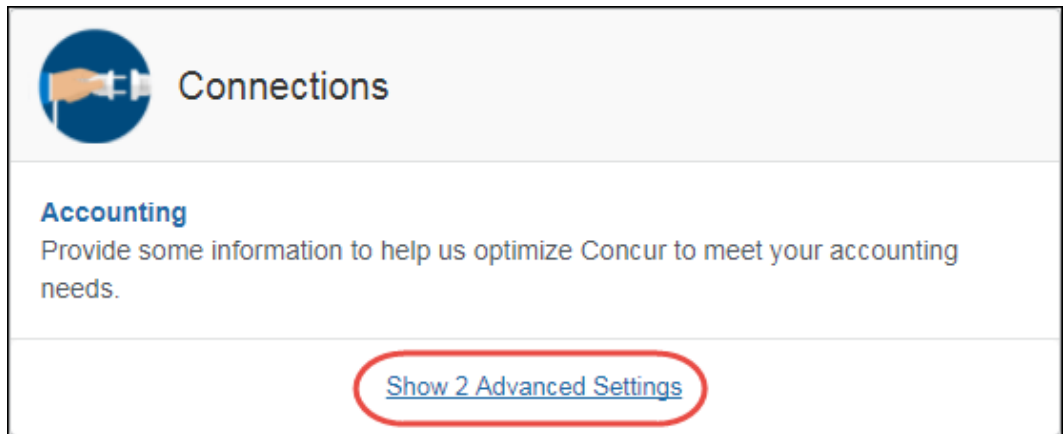 Connections
Accounting
Provide some information to help us optimize Concur to meet your accounting
needs.
Show 2 Advanced Settings